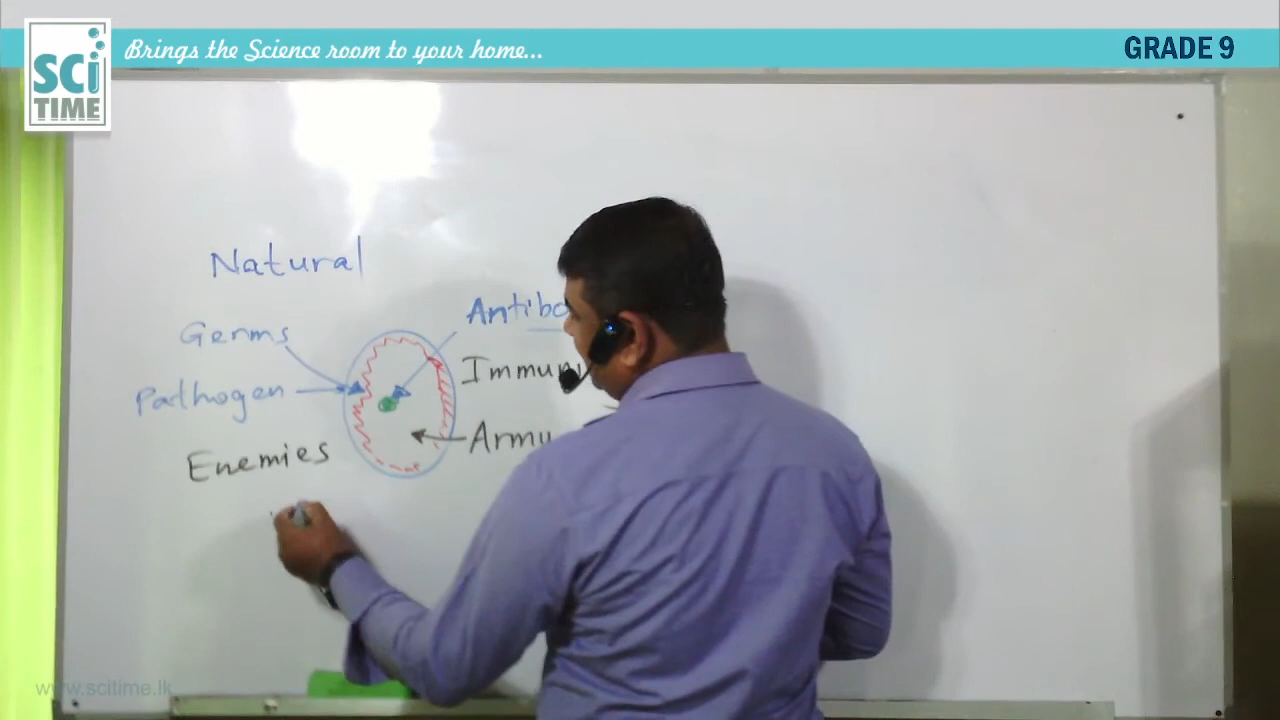 SCi
TIME
Brings the Science room to your home...
GRADE 9
Natural
Germs
Pathogen
Enemies
Antibo
Immuni
Army
www.scitime.lk